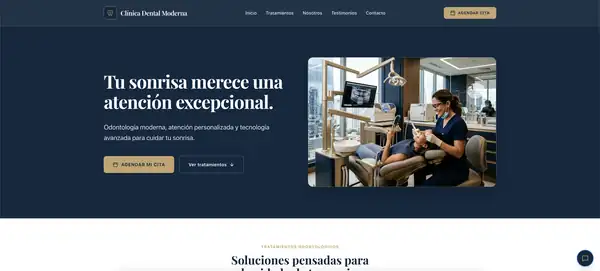 Clínica Dental Moderna
Inicio Tratamientos Nosotros Testimonios Contacto
AGENDAR CITA
Tu sonrisa merece una
atención excepcional.
Odontología moderna, atención personalizada y tecnología
avanzada para cuidar tu sonrisa.
AGENDAR MI CITA
Ver tratamientos ↓
TRATAMIENTOS ODONTOLÓGICOS
Soluciones pensadas para